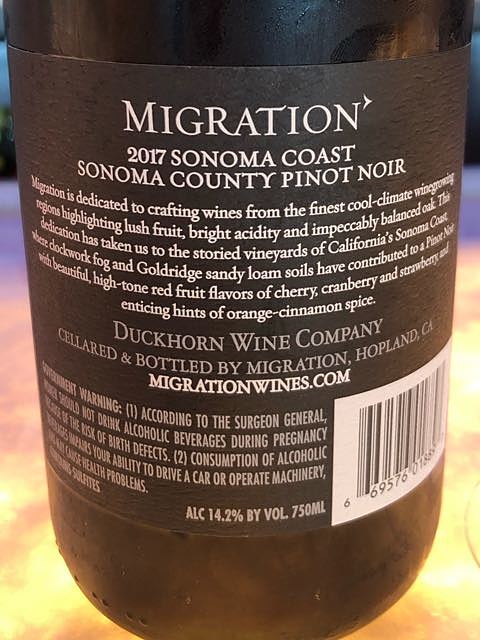 MIGRATION
2017 SONOMA COAST
SONOMA COUNTY PINOT NOIR
Migration is dedicated to crafting wines from the finest cool-climate winegrowing
regions highlighting lush fruit, bright acidity and impeccably balanced oak. This
dedication has taken us to the storied vineyards of California's Sonoma Coast,
where clockwork fog and Goldridge sandy loam soils have contributed to a Pinot Noir
with beautiful, high-tone red fruit flavors of cherry, cranberry and strawberry, and
enticing hints of orange-cinnamon spice.
DUCKHORN WINE COMPANY
CELLARED & BOTTLED BY MIGRATION, HOPLAND, CA
MIGRATIONWINES.COM
GOVERNMENT WARNING: (1) ACCORDING TO THE SURGEON GENERAL,
WOMEN SHOULD NOT DRINK ALCOHOLIC BEVERAGES DURING PREGNANCY
BECAUSE OF THE RISK OF BIRTH DEFECTS. (2) CONSUMPTION OF ALCOHOLIC
BEVERAGES IMPAIRS YOUR ABILITY TO DRIVE A CAR OR OPERATE MACHINERY,
AND MAY CAUSE HEALTH PROBLEMS.
CONTAINS SULFITES
ALC 14.2% BY VOL. 750ML
6 69576